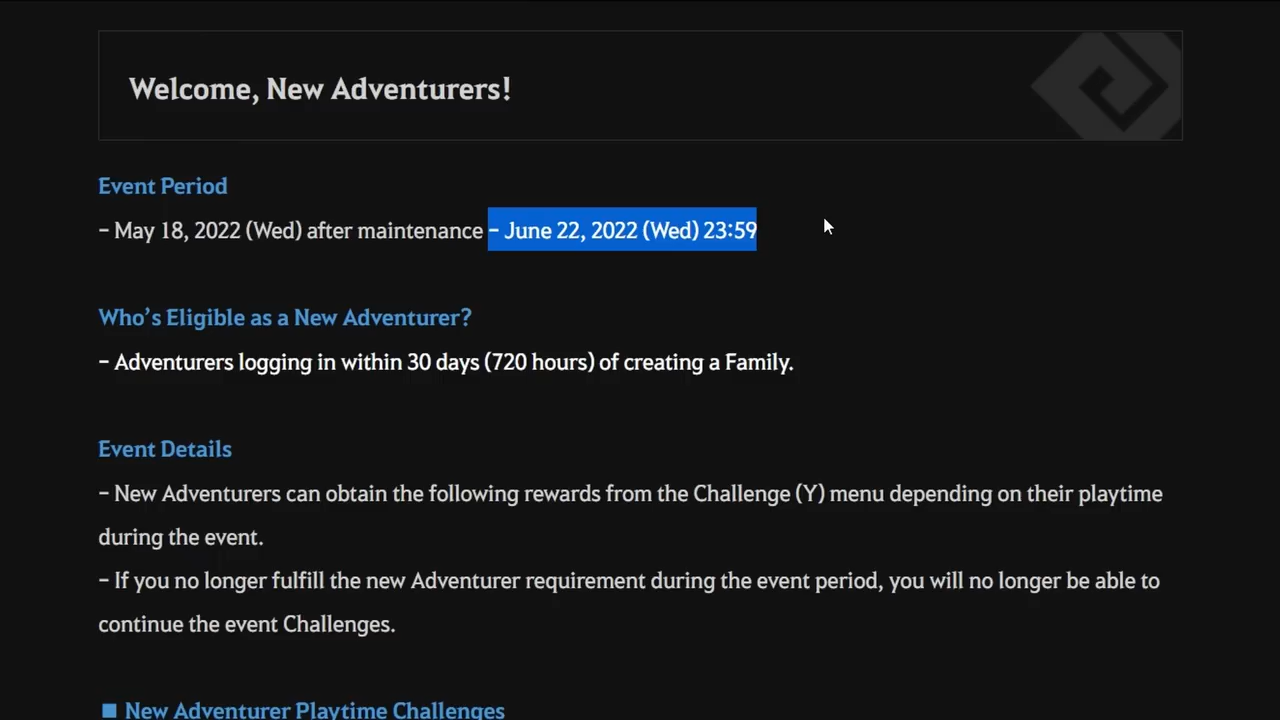 Welcome, New Adventurers!
Event Period
– May 18, 2022 (Wed) after maintenance – June 22, 2022 (Wed) 23:59
Who’s Eligible as a New Adventurer?
– Adventurers logging in within 30 days (720 hours) of creating a Family.
Event Details
– New Adventurers can obtain the following rewards from the Challenge (Y) menu depending on their playtime
during the event.
– If you no longer fulfill the new Adventurer requirement during the event period, you will no longer be able to
continue the event Challenges.
■ New Adventurer Playtime Challenges